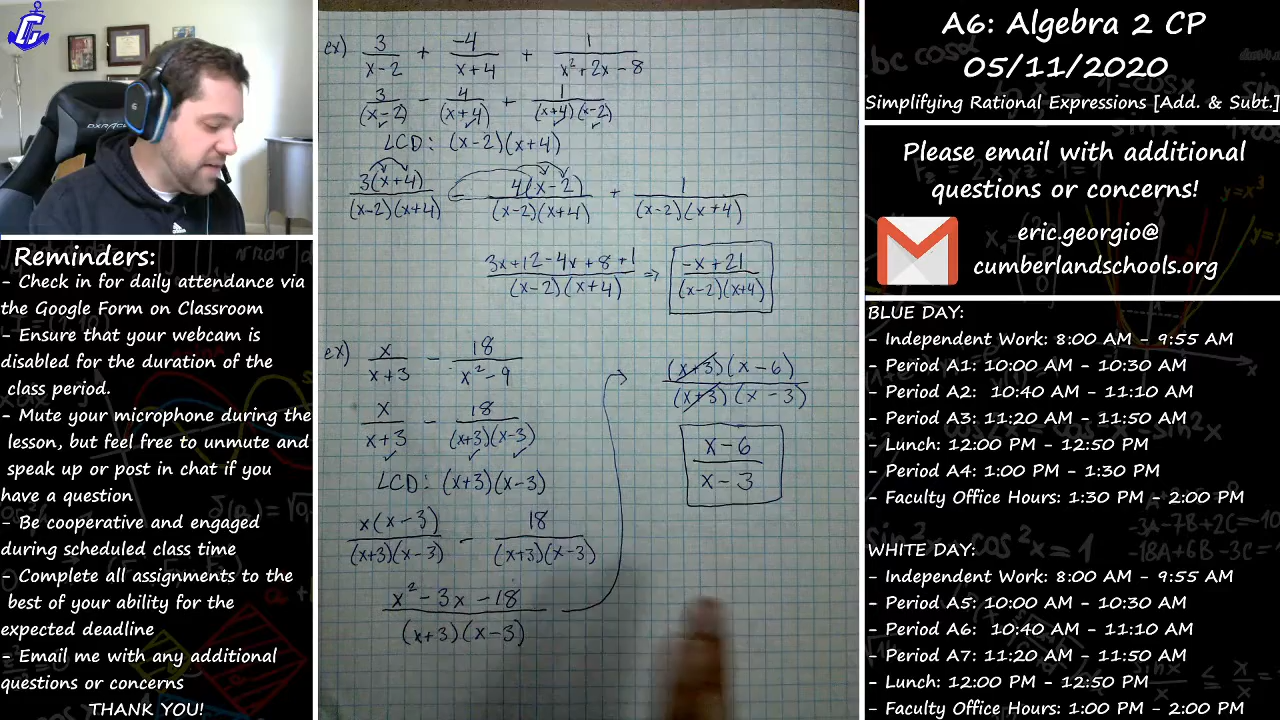 C
DXRACER
ex) 3/(x-2) + -4/(x+4) + 1/(x²+2x-8)
3/(x-2) - 4/(x+4) + 1/((x+4)(x-2))
LCD: (x-2)(x+4)
3(x+4)/((x-2)(x+4)) 4(x-2)/((x-2)(x+4)) + 1/((x-2)(x+4))
(3x+12-4x+8+1)/((x-2)(x+4)) ⇒ (-x+21)/((x-2)(x+4))
ex) x/(x+3) - 18/(x²-9)
x/(x+3) - 18/((x+3)(x-3))
LCD: (x+3)(x-3)
x(x-3)/((x+3)(x-3)) - 18/((x+3)(x-3))
(x²-3x-18)/((x+3)(x-3))
(x+3)(x-6)/((x+3)(x-3))
(x-6)/(x-3)
Reminders:
- Check in for daily attendance via
the Google Form on Classroom
- Ensure that your webcam is
disabled for the duration of the
class period.
- Mute your microphone during the
lesson, but feel free to unmute and
speak up or post in chat if you
have a question
- Be cooperative and engaged
during scheduled class time
- Complete all assignments to the
best of your ability for the
expected deadline
- Email me with any additional
questions or concerns
THANK YOU!
A6: Algebra 2 CP
05/11/2020
Simplifying Rational Expressions [Add. & Subt.]
Please email with additional
questions or concerns!
eric.georgio@
cumberlandschools.org
BLUE DAY:
- Independent Work: 8:00 AM - 9:55 AM
- Period A1: 10:00 AM - 10:30 AM
- Period A2: 10:40 AM - 11:10 AM
- Period A3: 11:20 AM - 11:50 AM
- Lunch: 12:00 PM - 12:50 PM
- Period A4: 1:00 PM - 1:30 PM
- Faculty Office Hours: 1:30 PM - 2:00 PM
WHITE DAY:
- Independent Work: 8:00 AM - 9:55 AM
- Period A5: 10:00 AM - 10:30 AM
- Period A6: 10:40 AM - 11:10 AM
- Period A7: 11:20 AM - 11:50 AM
- Lunch: 12:00 PM - 12:50 PM
- Faculty Office Hours: 1:00 PM - 2:00 PM